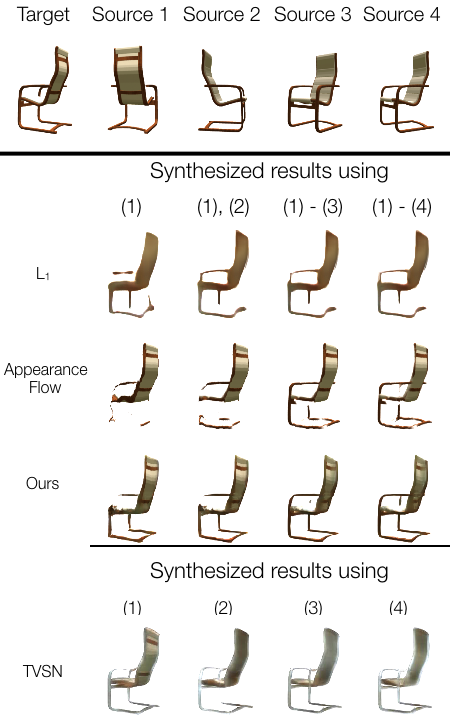 Target Source 1 Source 2 Source 3 Source 4
Synthesized results using
(1) (1), (2) (1) - (3) (1) - (4)
L₁
Appearance
Flow
Ours
Synthesized results using
(1) (2) (3) (4)
TVSN